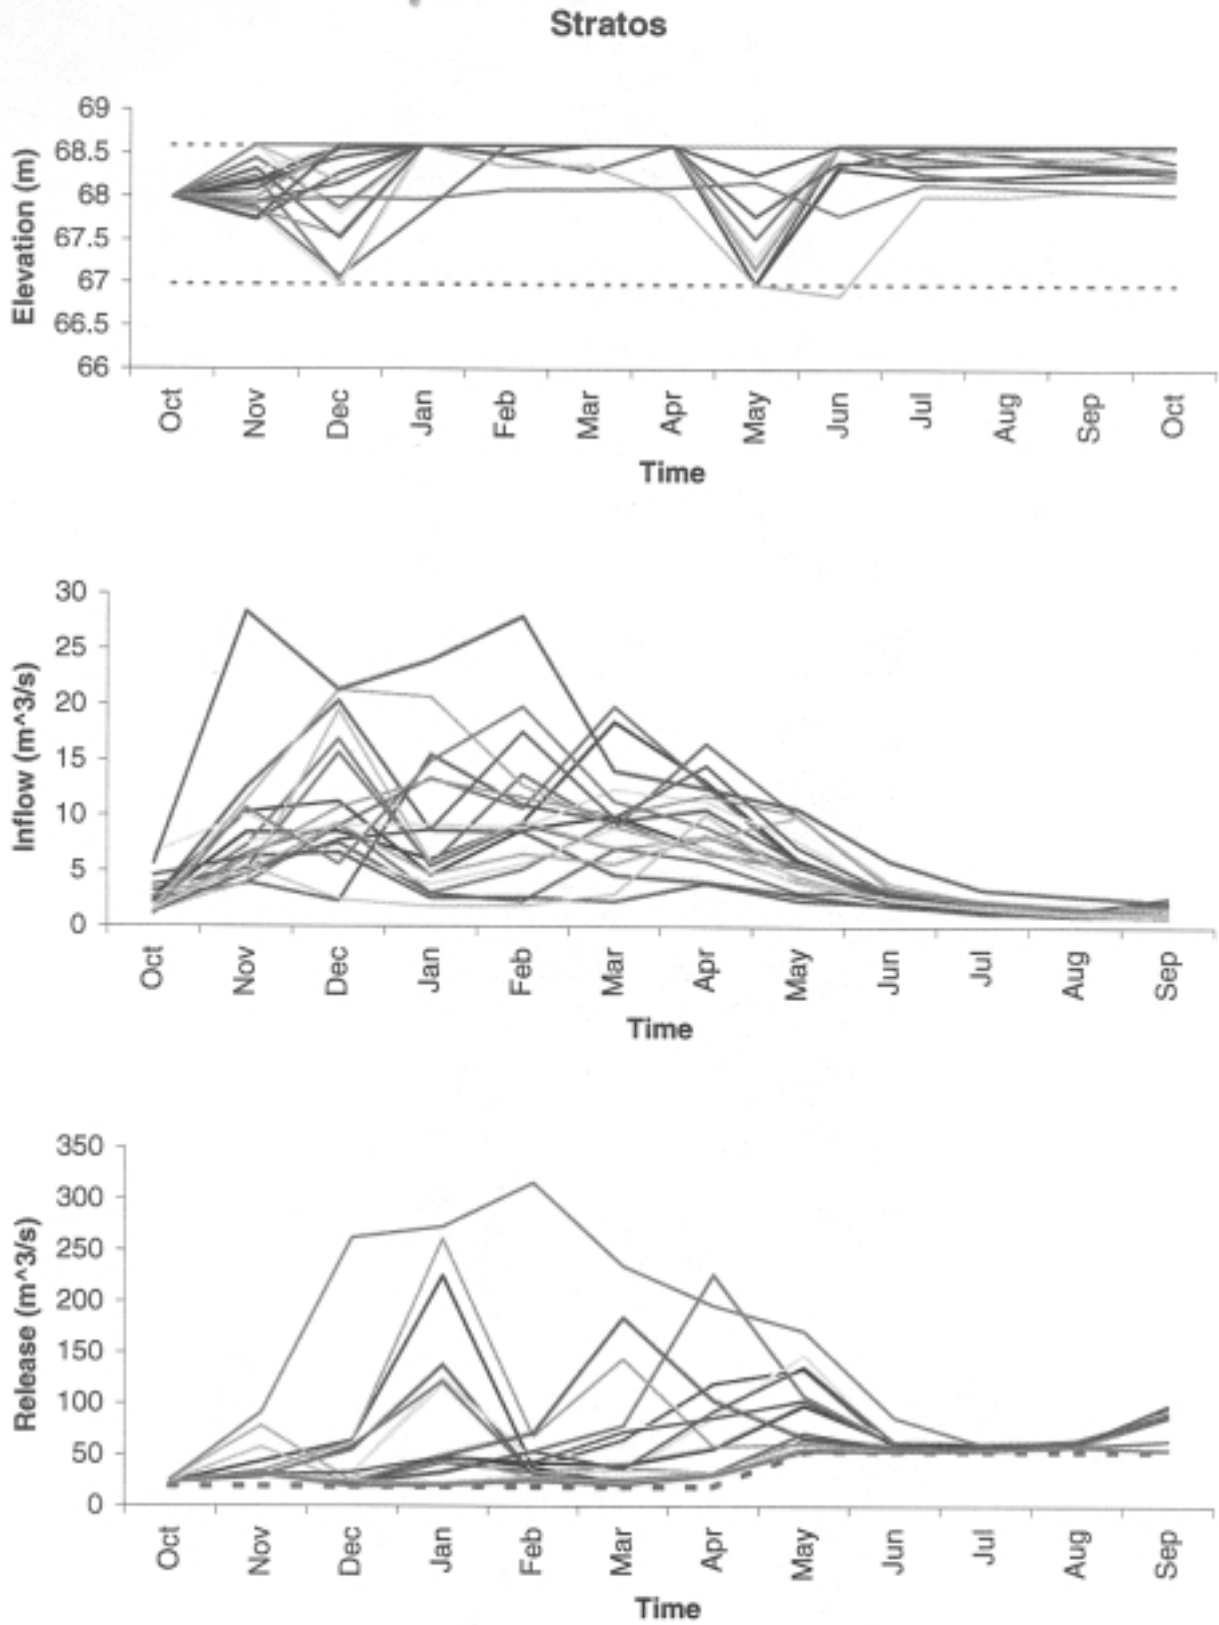 Stratos
69
68.5
68
67.5
67
66.5
66
Elevation (m)
Oct Nov Dec Jan Feb Mar Apr May Jun Jul Aug Sep Oct
Time
30
25
20
15
10
5
0
Inflow (m^3/s)
Oct Nov Dec Jan Feb Mar Apr May Jun Jul Aug Sep
Time
350
300
250
200
150
100
50
0
Release (m^3/s)
Oct Nov Dec Jan Feb Mar Apr May Jun Jul Aug Sep
Time